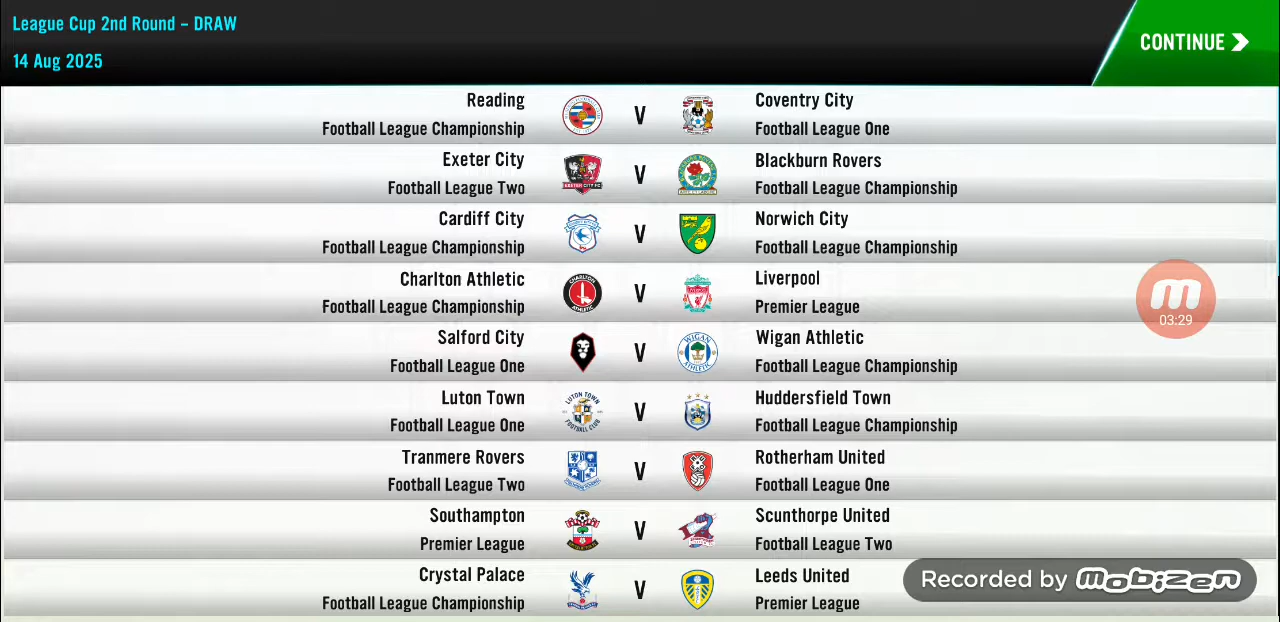 League Cup 2nd Round - DRAW
14 Aug 2025
CONTINUE
Reading V Coventry City
Football League Championship Football League One
Exeter City V Blackburn Rovers
Football League Two Football League Championship
Cardiff City V Norwich City
Football League Championship Football League Championship
Charlton Athletic V Liverpool
Football League Championship Premier League
03:29
Salford City V Wigan Athletic
Football League One Football League Championship
Luton Town V Huddersfield Town
Football League One Football League Championship
Tranmere Rovers V Rotherham United
Football League Two Football League One
Southampton V Scunthorpe United
Premier League Football League Two
Crystal Palace V Leeds United
Football League Championship Premier League
Recorded by mobizen